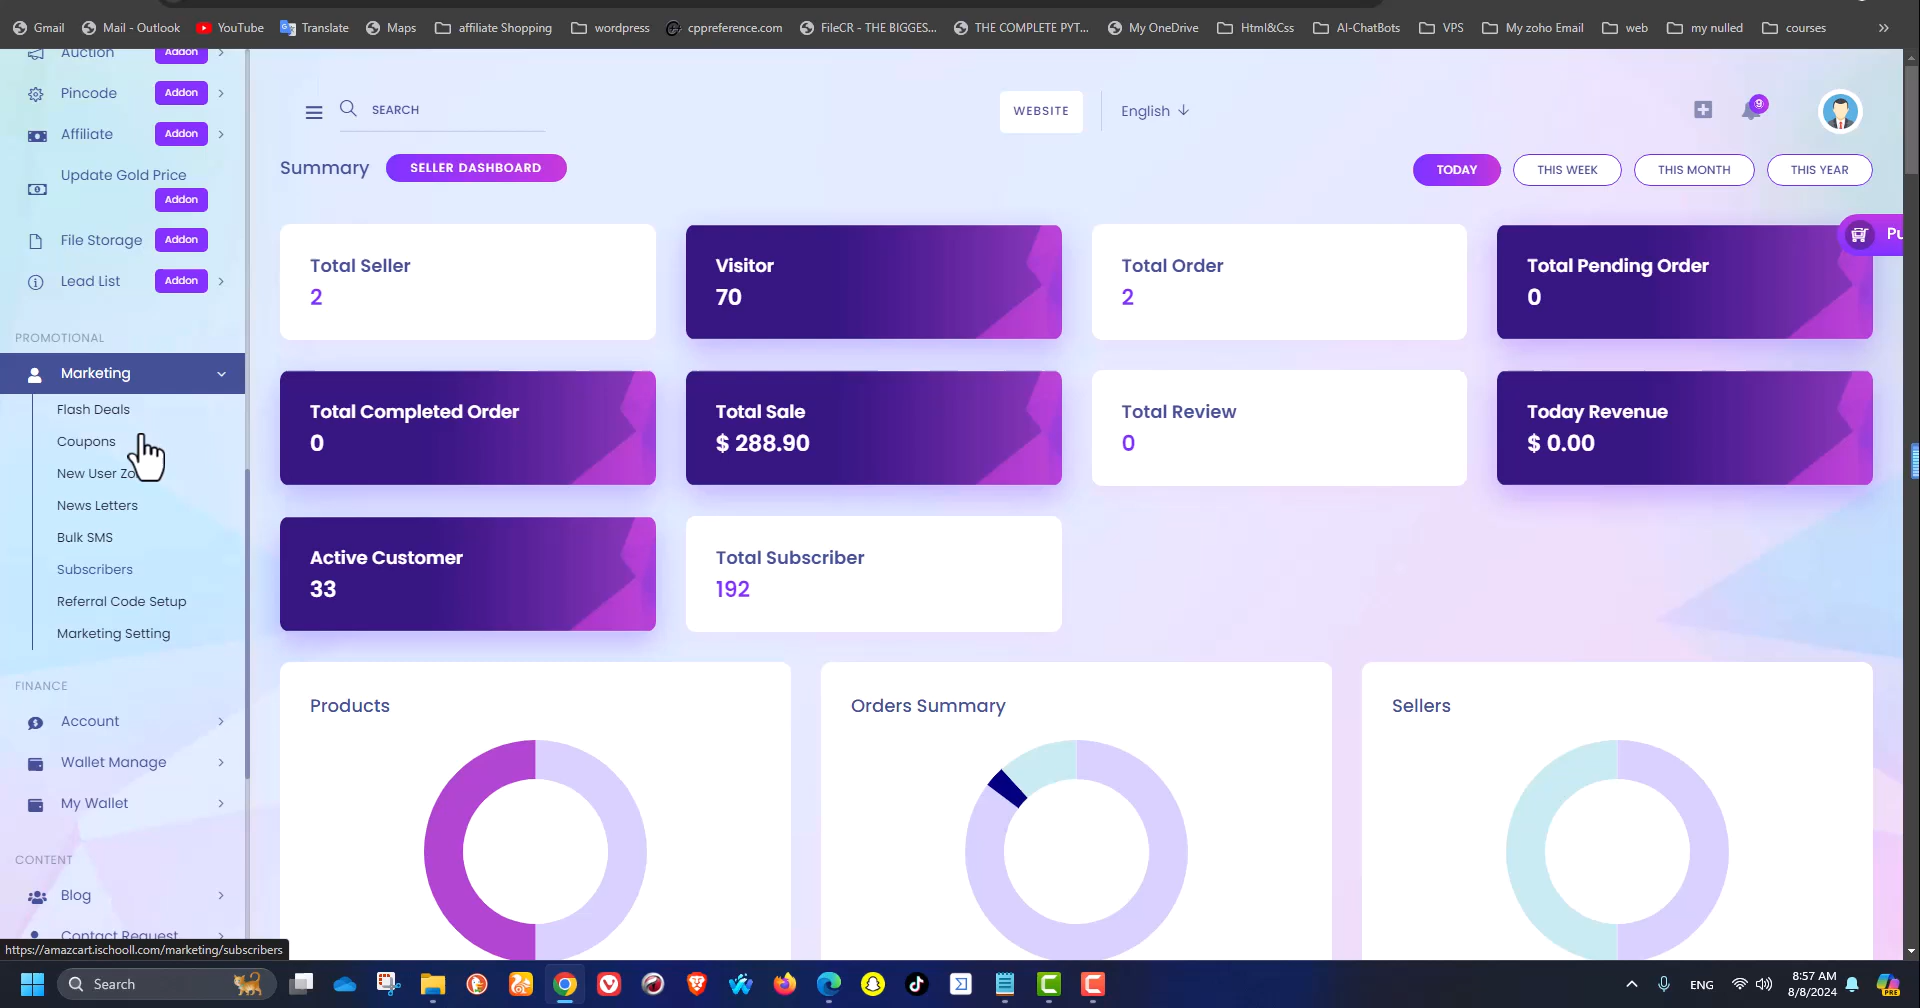 Gmail
Mail - Outlook
YouTube
Translate
Maps
affiliate Shopping
wordpress
cppreference.com
FileCR - THE BIGGES...
THE COMPLETE PYT...
My OneDrive
Html&Css
AI-ChatBots
VPS
My zoho Email
web
my nulled
courses
»
Auction Addon
Pincode Addon
Affiliate Addon
Update Gold Price
Addon
File Storage Addon
Lead List Addon
PROMOTIONAL
Marketing
Flash Deals
Coupons
New User
News Letters
Bulk SMS
Subscribers
Referral Code Setup
Marketing Setting
FINANCE
Account
Wallet Manage
My Wallet
CONTENT
Blog
Contact Request
https://amazcart.ischooll.com/marketing/subscribers
SEARCH
WEBSITE
English
9
Summary
SELLER DASHBOARD
TODAY
THIS WEEK
THIS MONTH
THIS YEAR
Total Seller
2
Visitor
70
Total Order
2
Total Pending Order
0
Total Completed Order
0
Total Sale
$ 288.90
Total Review
0
Today Revenue
$ 0.00
Active Customer
33
Total Subscriber
192
Products
Orders Summary
Sellers
Search
ENG
8:57 AM
8/8/2024
PRE